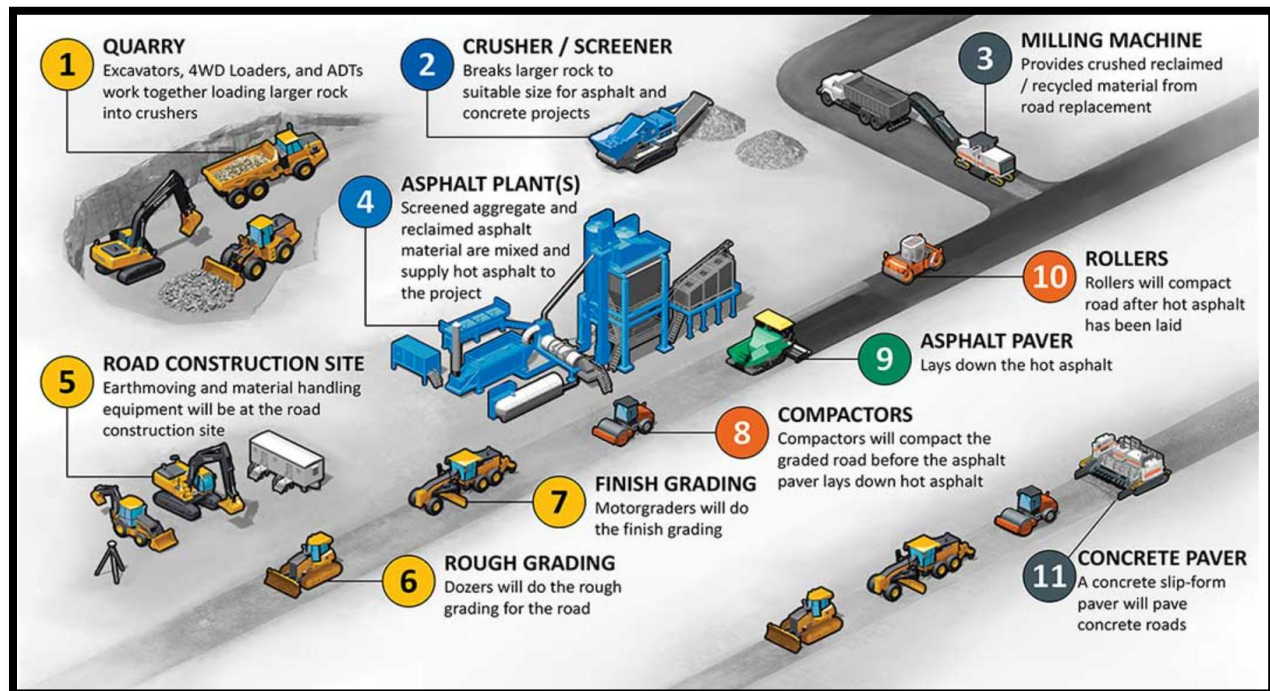 1
QUARRY
Excavators, 4WD Loaders, and ADTs
work together loading larger rock
into crushers
2
CRUSHER / SCREENER
Breaks larger rock to
suitable size for asphalt and
concrete projects
3
MILLING MACHINE
Provides crushed reclaimed
/ recycled material from
road replacement
4
ASPHALT PLANT(S)
Screened aggregate and
reclaimed asphalt
material are mixed and
supply hot asphalt to
the project
5
ROAD CONSTRUCTION SITE
Earthmoving and material handling
equipment will be at the road
construction site
6
ROUGH GRADING
Dozers will do the rough
grading for the road
7
FINISH GRADING
Motorgraders will do
the finish grading
8
COMPACTORS
Compactors will compact the
graded road before the asphalt
paver lays down hot asphalt
9
ASPHALT PAVER
Lays down the hot asphalt
10
ROLLERS
Rollers will compact
road after hot asphalt
has been laid
11
CONCRETE PAVER
A concrete slip-form
paver will pave
concrete roads